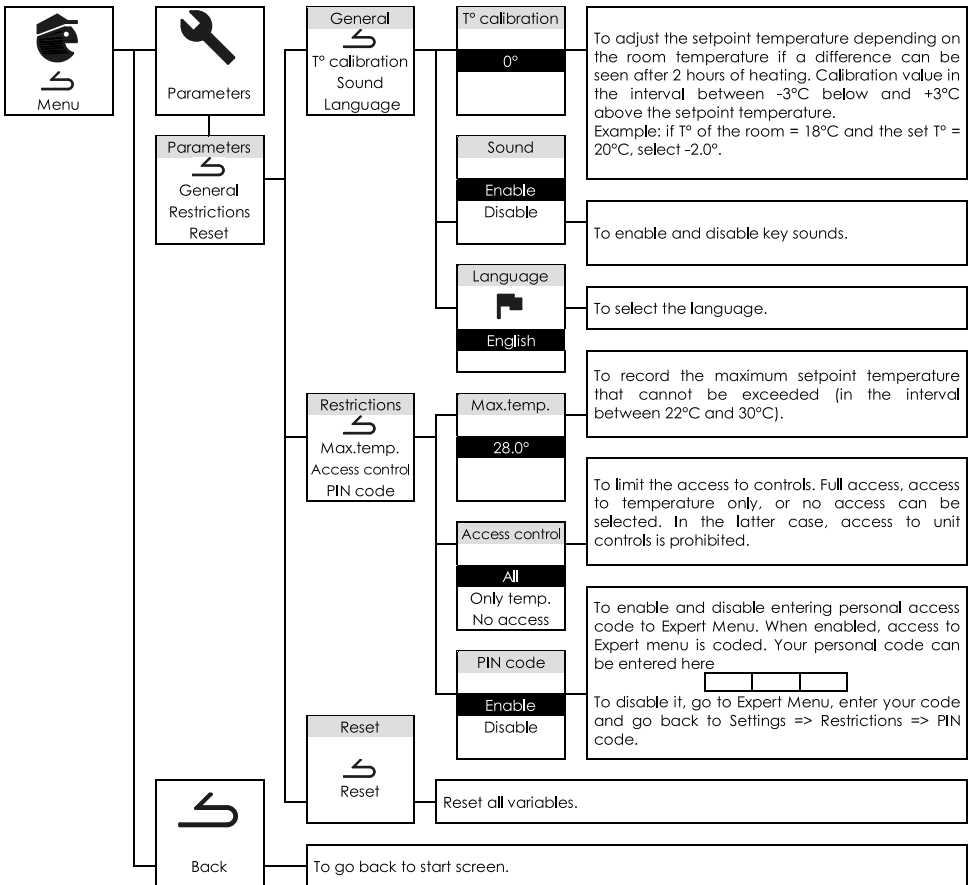 Menu
Parameters
Parameters
General
Restrictions
Reset
General
T° calibration
Sound
Language
T° calibration
0°
To adjust the setpoint temperature depending on
the room temperature if a difference can be
seen after 2 hours of heating. Calibration value in
the interval between -3°C below and +3°C
above the setpoint temperature.
Example: if T° of the room = 18°C and the set T° =
20°C, select -2.0°.
Sound
Enable
Disable
To enable and disable key sounds.
Language
English
To select the language.
Restrictions
Max.temp.
Access control
PIN code
Max.temp.
28.0°
To record the maximum setpoint temperature
that cannot be exceeded (in the interval
between 22°C and 30°C).
Access control
All
Only temp.
No access
To limit the access to controls. Full access, access
to temperature only, or no access can be
selected. In the latter case, access to unit
controls is prohibited.
PIN code
Enable
Disable
To enable and disable entering personal access
code to Expert Menu. When enabled, access to
Expert menu is coded. Your personal code can
be entered here
To disable it, go to Expert Menu, enter your code
and go back to Settings => Restrictions => PIN
code.
Reset
Reset
Reset all variables.
Back
To go back to start screen.